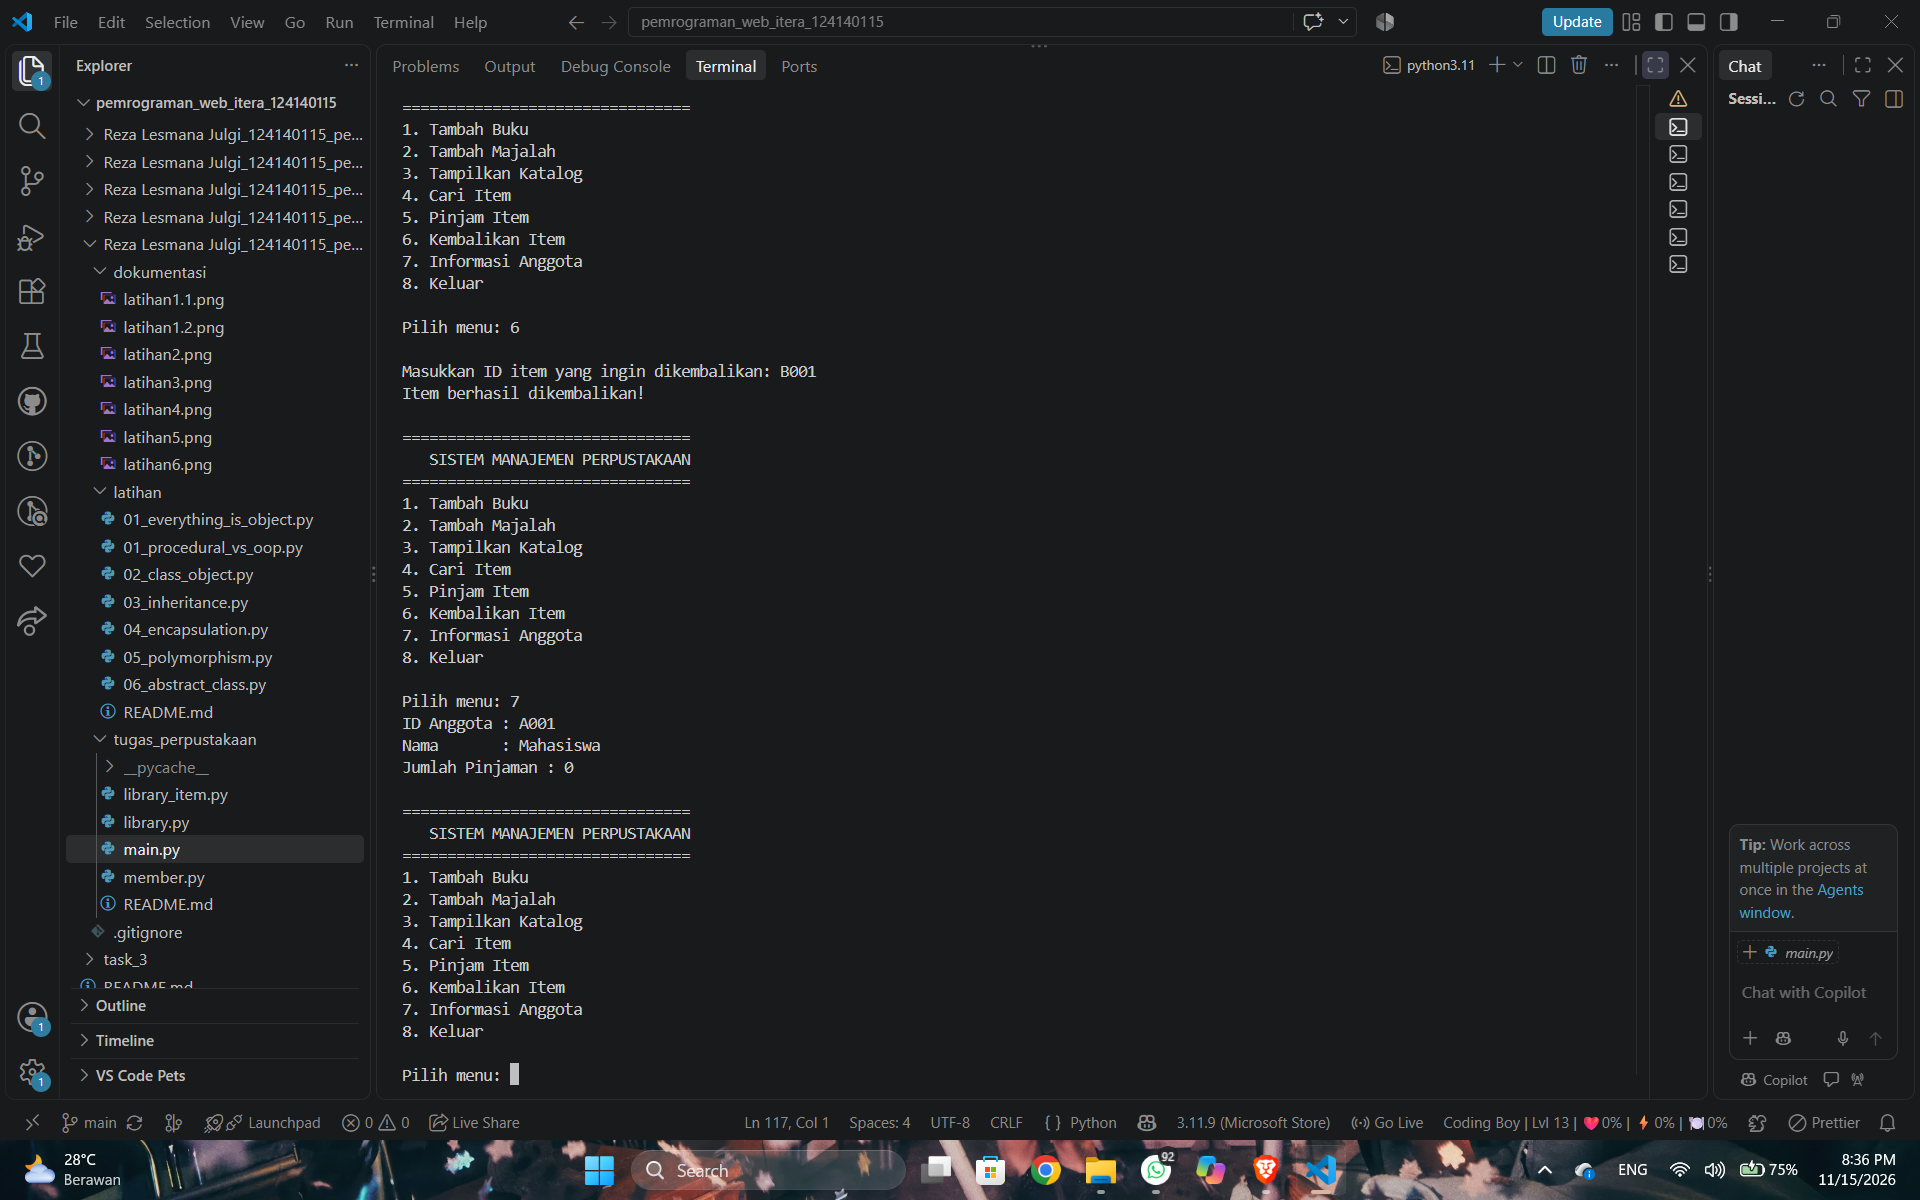 File Edit Selection View Go Run Terminal Help
pemrograman_web_itera_124140115
Update
Explorer
pemrograman_web_itera_124140115
Reza Lesmana Julgi_124140115_pe...
Reza Lesmana Julgi_124140115_pe...
Reza Lesmana Julgi_124140115_pe...
Reza Lesmana Julgi_124140115_pe...
Reza Lesmana Julgi_124140115_pe...
dokumentasi
latihan1.1.png
latihan1.2.png
latihan2.png
latihan3.png
latihan4.png
latihan5.png
latihan6.png
latihan
01_everything_is_object.py
01_procedural_vs_oop.py
02_class_object.py
03_inheritance.py
04_encapsulation.py
05_polymorphism.py
06_abstract_class.py
README.md
tugas_perpustakaan
__pycache__
library_item.py
library.py
main.py
member.py
README.md
.gitignore
task_3
README.md
Outline
Timeline
VS Code Pets
1
1
1
Problems Output Debug Console Terminal Ports
python3.11
================================
1. Tambah Buku
2. Tambah Majalah
3. Tampilkan Katalog
4. Cari Item
5. Pinjam Item
6. Kembalikan Item
7. Informasi Anggota
8. Keluar
Pilih menu: 6
Masukkan ID item yang ingin dikembalikan: B001
Item berhasil dikembalikan!
================================
SISTEM MANAJEMEN PERPUSTAKAAN
================================
1. Tambah Buku
2. Tambah Majalah
3. Tampilkan Katalog
4. Cari Item
5. Pinjam Item
6. Kembalikan Item
7. Informasi Anggota
8. Keluar
Pilih menu: 7
ID Anggota : A001
Nama       : Mahasiswa
Jumlah Pinjaman : 0
================================
SISTEM MANAJEMEN PERPUSTAKAAN
================================
1. Tambah Buku
2. Tambah Majalah
3. Tampilkan Katalog
4. Cari Item
5. Pinjam Item
6. Kembalikan Item
7. Informasi Anggota
8. Keluar
Pilih menu:
Chat
Sessi...
Tip: Work across
multiple projects at
once in the Agents
window.
main.py
Chat with Copilot
Copilot
main Launchpad 0 0 Live Share
Ln 117, Col 1 Spaces: 4 UTF-8 CRLF { } Python 3.11.9 (Microsoft Store) Go Live Coding Boy | Lvl 13 | 0% | 0% | 0% Prettier
28°C
Berawan
Search
92
ENG
75%
8:36 PM
11/15/2026